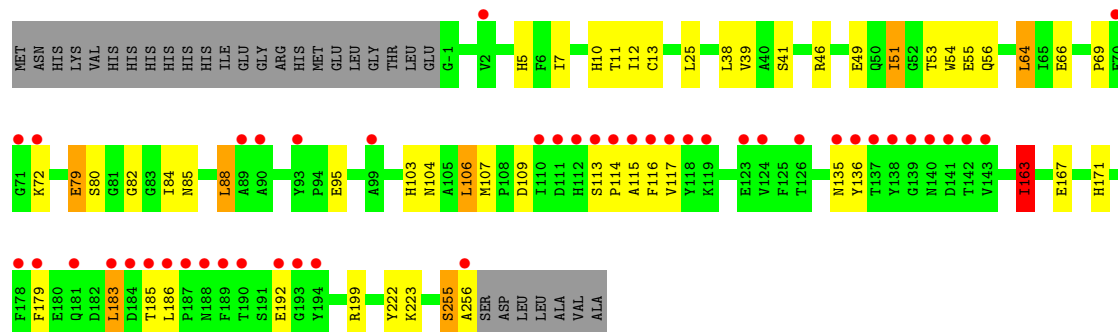 MET ASN HIS LYS VAL HIS HIS HIS HIS HIS HIS ILE GLU GLY ARG HIS MET GLU LEU GLY THR LEU GLU G-1 V2 H5 F6 I7 H10 T11 I12 C13 L25 L38 V39 A40 S41 R46 E49 Q50 I51 G52 T53 W54 E55 Q56 L64 I65 E66 P69
G71 K72 E79 S80 G81 G82 G83 I84 N85 L88 A89 A90 Y93 P94 E95 A99 H103 N104 A105 L106 M107 P108 D109 I110 D111 H112 S113 P114 A115 F116 V117 Y118 K119 E123 V124 F125 T126 N135 Y136 T137 Y138 G139 N140 D141 T142 V143 I163 E167 H171
F178 F179 E180 Q181 D182 L183 D184 T185 L186 P187 N188 F189 T190 S191 E192 G193 Y194 R199 Y222 K223 S255 A256 SER ASP LEU LEU ALA VAL ALA